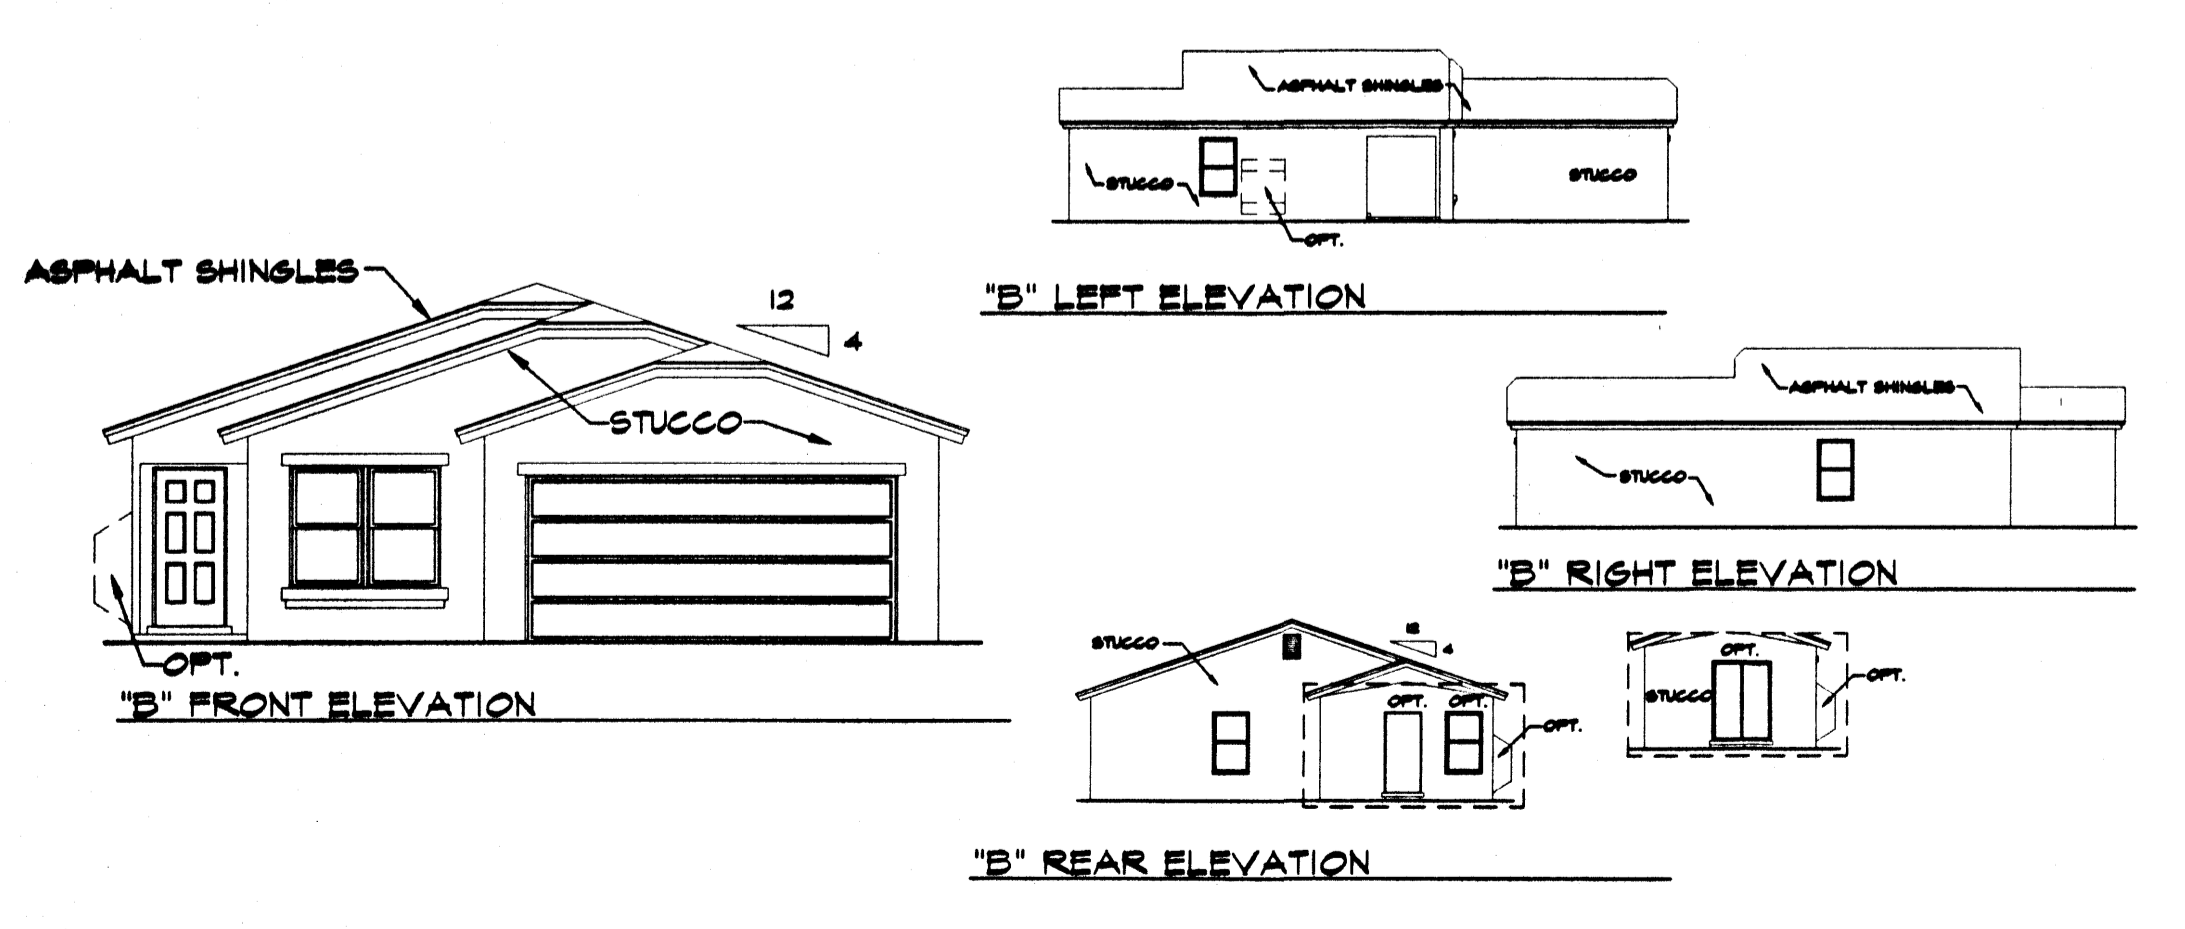 ASPHALT SHINGLES
12
4
STUCCO
OPT.
"B" FRONT ELEVATION
ASPHALT SHINGLES
STUCCO
STUCCO
OPT.
"B" LEFT ELEVATION
ASPHALT SHINGLES
STUCCO
"B" RIGHT ELEVATION
STUCCO
12
4
OPT.
OPT.
OPT.
"B" REAR ELEVATION
OPT.
STUCCO
OPT.